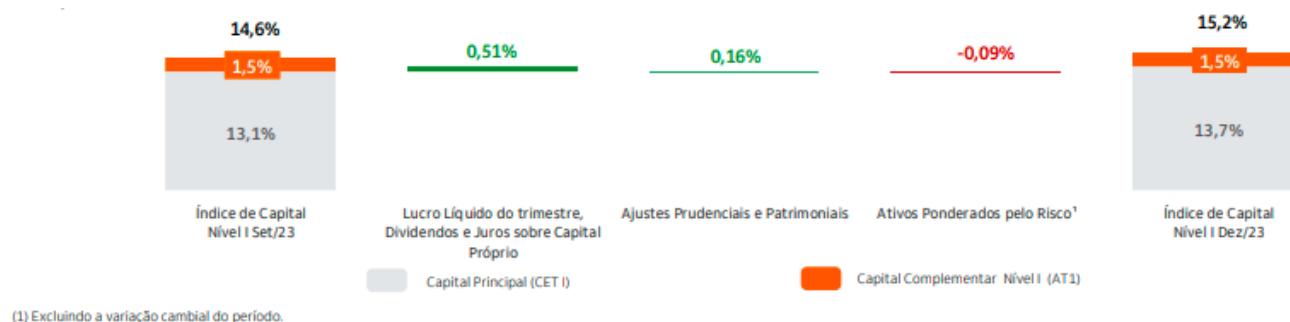 14,6%
1,5%
13,1%
0,51%
0,16%
-0,09%
15,2%
1,5%
13,7%
Índice de Capital
Nível I Set/23
Lucro Líquido do trimestre,
Dividendos e Juros sobre Capital
Próprio
Ajustes Prudenciais e Patrimoniais
Ativos Ponderados pelo Risco¹
Índice de Capital
Nível I Dez/23
Capital Principal (CET I)
Capital Complementar Nível I (AT1)
(1) Excluindo a variação cambial do período.